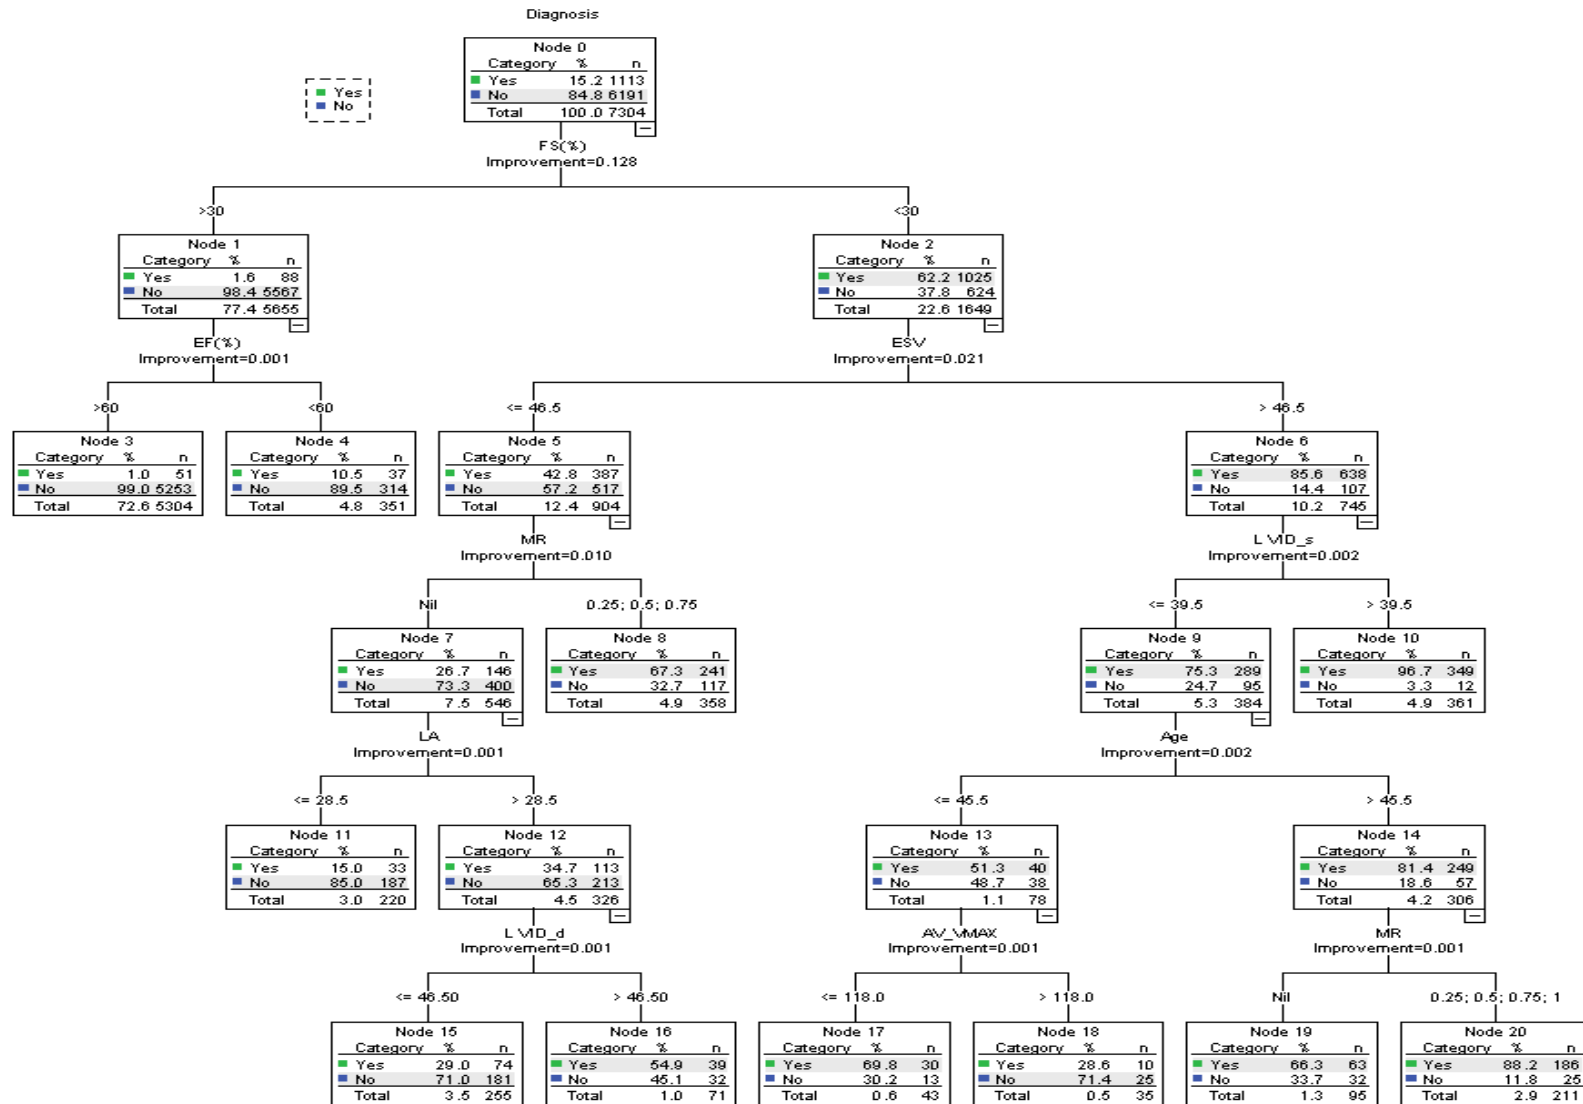 Diagnosis
Node 0
Category % n
Yes 15.2 1113
No 84.8 6191
Total 100.0 7304
Yes
No
FS(%)
Improvement=0.128
>30
<30
Node 1
Category % n
Yes 1.6 88
No 98.4 5567
Total 77.4 5655
Node 2
Category % n
Yes 62.2 1025
No 37.8 624
Total 22.6 1649
EF(%)
Improvement=0.001
ESV
Improvement=0.021
>60
<60
<= 46.5
> 46.5
Node 3
Category % n
Yes 1.0 51
No 99.0 5253
Total 72.6 5304
Node 4
Category % n
Yes 10.5 37
No 89.5 314
Total 4.8 351
Node 5
Category % n
Yes 42.8 387
No 57.2 517
Total 12.4 904
Node 6
Category % n
Yes 85.6 638
No 14.4 107
Total 10.2 745
MR
Improvement=0.010
LVID_s
Improvement=0.002
Nil
0.25; 0.5; 0.75
<= 39.5
> 39.5
Node 7
Category % n
Yes 26.7 146
No 73.3 400
Total 7.5 546
Node 8
Category % n
Yes 67.3 241
No 32.7 117
Total 4.9 358
Node 9
Category % n
Yes 75.3 289
No 24.7 95
Total 5.3 384
Node 10
Category % n
Yes 96.7 349
No 3.3 12
Total 4.9 361
LA
Improvement=0.001
Age
Improvement=0.002
<= 28.5
> 28.5
<= 45.5
> 45.5
Node 11
Category % n
Yes 15.0 33
No 85.0 187
Total 3.0 220
Node 12
Category % n
Yes 34.7 113
No 65.3 213
Total 4.5 326
Node 13
Category % n
Yes 51.3 40
No 48.7 38
Total 1.1 78
Node 14
Category % n
Yes 81.4 249
No 18.6 57
Total 4.2 306
LVID_d
Improvement=0.001
AV_VMAX
Improvement=0.001
MR
Improvement=0.001
<= 46.50
> 46.50
<= 118.0
> 118.0
Nil
0.25; 0.5; 0.75; 1
Node 15
Category % n
Yes 29.0 74
No 71.0 181
Total 3.5 255
Node 16
Category % n
Yes 54.9 39
No 45.1 32
Total 1.0 71
Node 17
Category % n
Yes 69.8 30
No 30.2 13
Total 0.6 43
Node 18
Category % n
Yes 28.6 10
No 71.4 25
Total 0.5 35
Node 19
Category % n
Yes 66.3 63
No 33.7 32
Total 1.3 95
Node 20
Category % n
Yes 88.2 186
No 11.8 25
Total 2.9 211